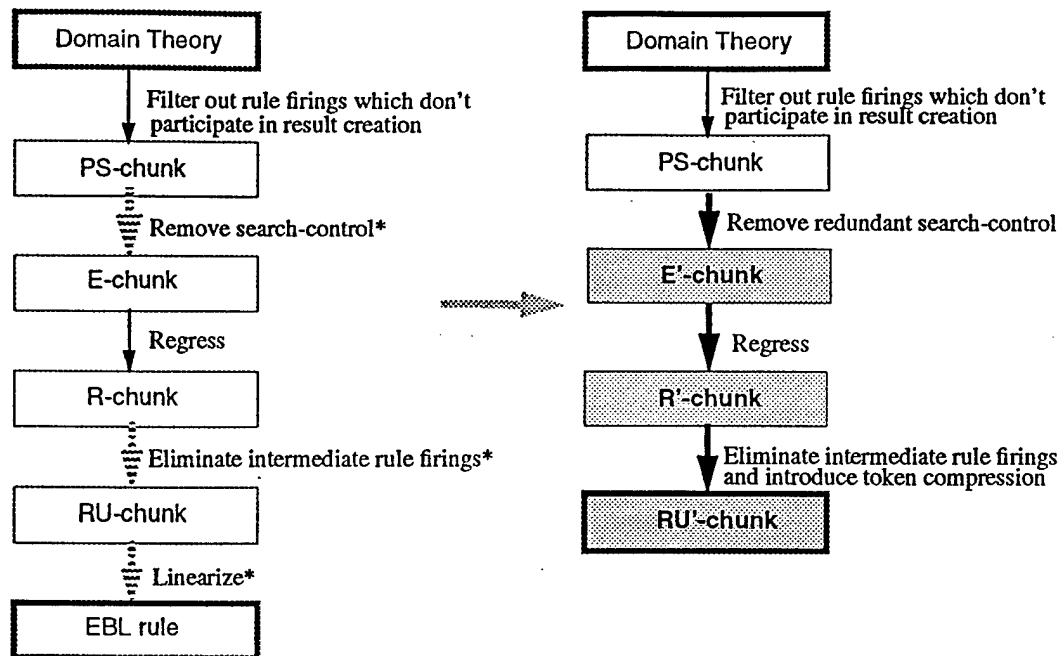 Domain Theory
Filter out rule firings which don't
participate in result creation
PS-chunk
Remove search-control*
E-chunk
Regress
R-chunk
Eliminate intermediate rule firings*
RU-chunk
Linearize*
EBL rule
Domain Theory
Filter out rule firings which don't
participate in result creation
PS-chunk
Remove redundant search-control
E'-chunk
Regress
R'-chunk
Eliminate intermediate rule firings
and introduce token compression
RU'-chunk